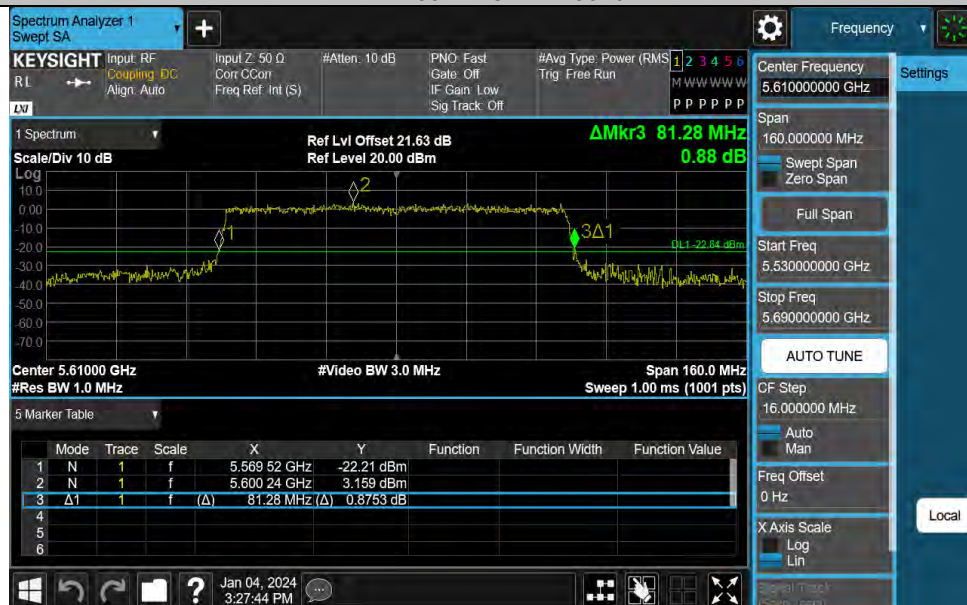 Spectrum Analyzer 1
Swept SA
+
Frequency
KEYSIGHT
RL
LXI
Input: RF
Coupling: DC
Align: Auto
Input Z: 50 Ω
Corr CCorr
Freq Ref: Int (S)
#Atten: 10 dB
PNO: Fast
Gate: Off
IF Gain: Low
Sig Track: Off
#Avg Type: Power (RMS
Trig: Free Run
1 2 3 4 5 6
M W W W W W
P P P P P P
Center Frequency
5.610000000 GHz
Settings
Span
160.000000 MHz
Swept Span
Zero Span
Full Span
Start Freq
5.530000000 GHz
Stop Freq
5.690000000 GHz
AUTO TUNE
CF Step
16.000000 MHz
Auto
Man
Freq Offset
0 Hz
X Axis Scale
Log
Lin
Local
1 Spectrum
Scale/Div 10 dB
Ref Lvl Offset 21.63 dB
Ref Level 20.00 dBm
ΔMkr3 81.28 MHz
0.88 dB
Log
10.0
0.00
-10.0
-20.0
-30.0
-40.0
-50.0
-60.0
-70.0
1
2
3Δ1
DL1 -22.84 dBm
Center 5.61000 GHz
#Video BW 3.0 MHz
Span 160.0 MHz
#Res BW 1.0 MHz
Sweep 1.00 ms (1001 pts)
5 Marker Table
Mode Trace Scale X Y Function Function Width Function Value
1 N 1 f 5.569 52 GHz -22.21 dBm
2 N 1 f 5.600 24 GHz 3.159 dBm
3 Δ1 1 f (Δ) 81.28 MHz (Δ) 0.8753 dB
4
5
6
?
Jan 04, 2024
3:27:44 PM